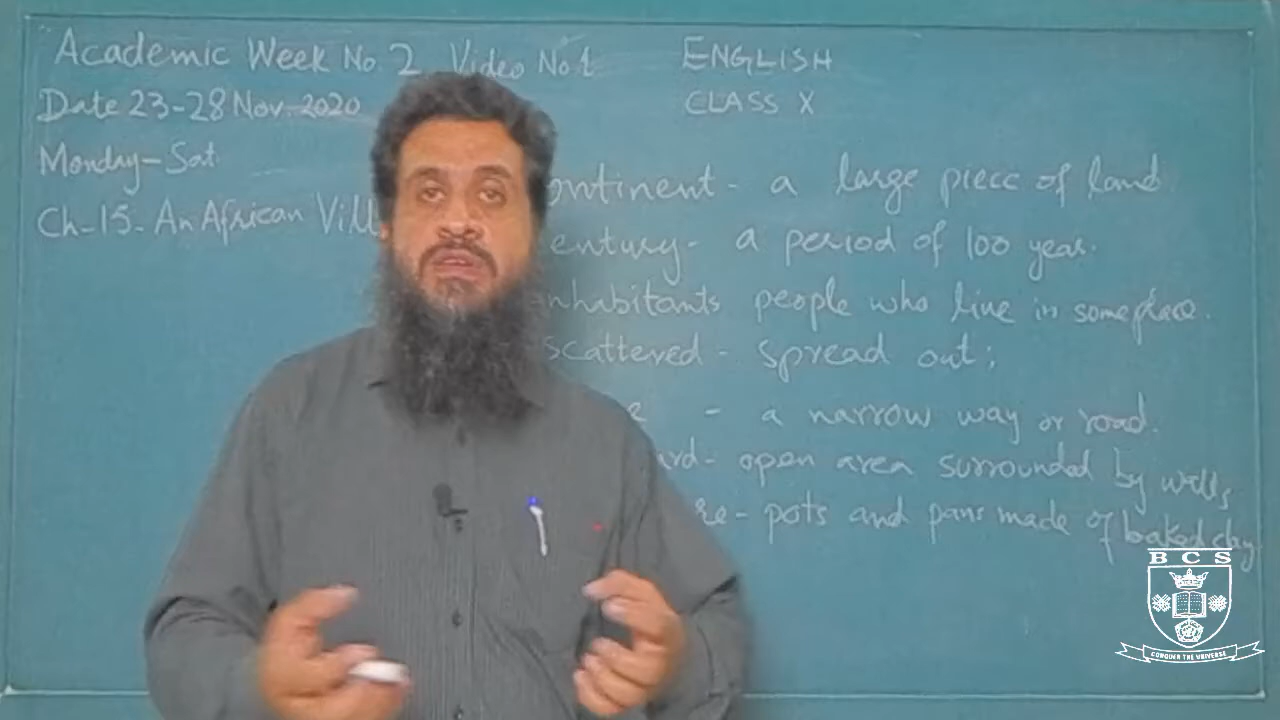 Academic Week No. 2 Video No 1 ENGLISH
Date 23-28 Nov. 2020 CLASS X
Monday-Sat.
Ch-15. An African Vill
ontinent - a large piece of land
entury - a period of 100 year.
inhabitants people who live in some place.
scattered - spread out;
e - a narrow way or road.
ard - open area surrounded by walls,
re - pots and pans made of baked clay
BCS
CONQUER THE UNIVERSE